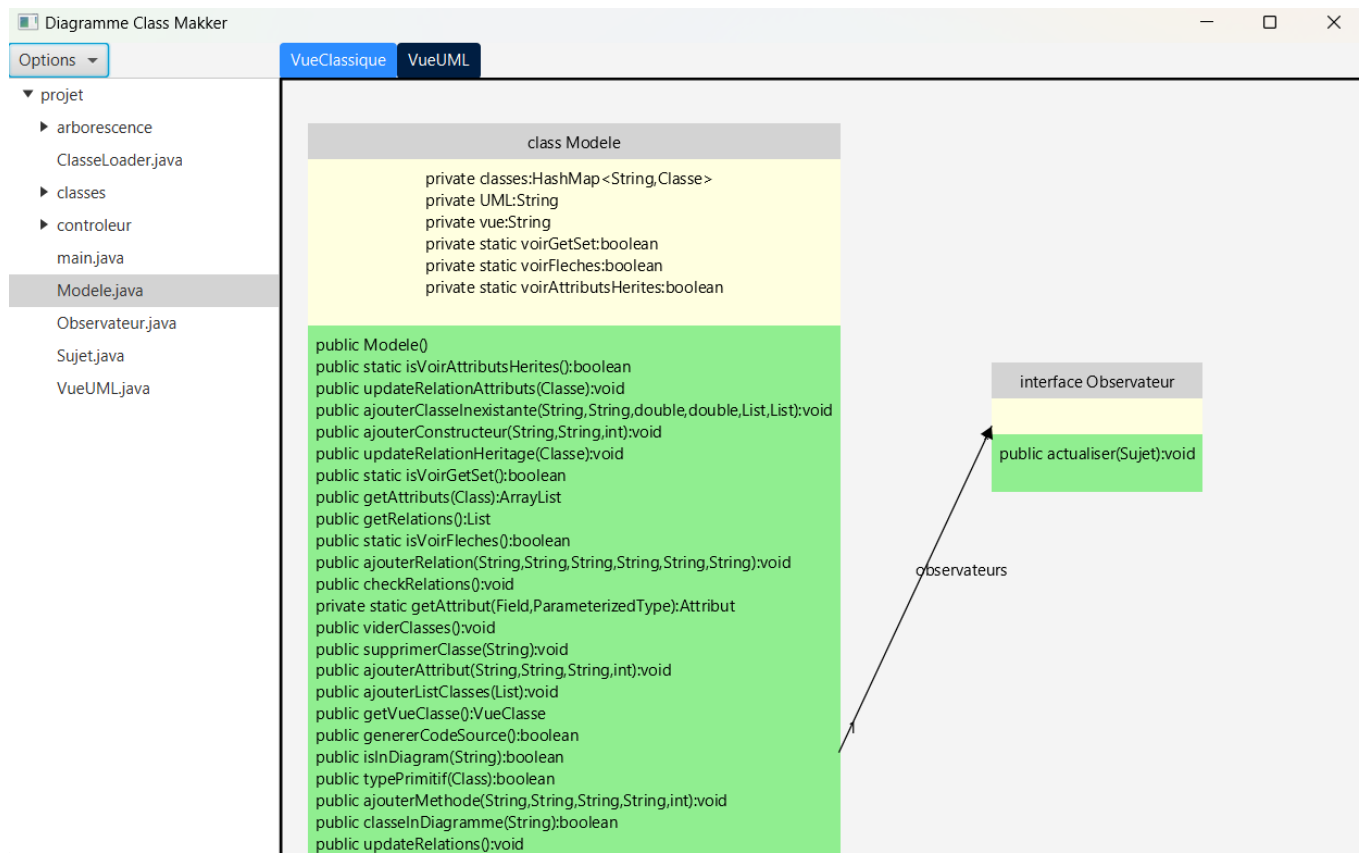 Diagramme Class Makker
Options
VueClassique
VueUML
projet
arborescence
ClasseLoader.java
classes
controleur
main.java
Modele.java
Observateur.java
Sujet.java
VueUML.java
class Modele
private classes:HashMap<String,Classe>
private UML:String
private vue:String
private static voirGetSet:boolean
private static voirFleches:boolean
private static voirAttributsHerites:boolean
public Modele()
public static isVoirAttributsHerites():boolean
public updateRelationAttributs(Classe):void
public ajouterClasseInexistante(String,String,double,double,List,List):void
public ajouterConstructeur(String,String,int):void
public updateRelationHeritage(Classe):void
public static isVoirGetSet():boolean
public getAttributs(Class):ArrayList
public getRelations():List
public static isVoirFleches():boolean
public ajouterRelation(String,String,String,String,String,String):void
public checkRelations():void
private static getAttribut(Field,ParameterizedType):Attribut
public viderClasses():void
public supprimerClasse(String):void
public ajouterAttribut(String,String,String,int):void
public ajouterListClasses(List):void
public getVueClasse():VueClasse
public genererCodeSource():boolean
public isInDiagram(String):boolean
public typePrimitif(Class):boolean
public ajouterMethode(String,String,String,String,int):void
public classeInDiagramme(String):boolean
public updateRelations():void
interface Observateur
public actualiser(Sujet):void
observateurs
1